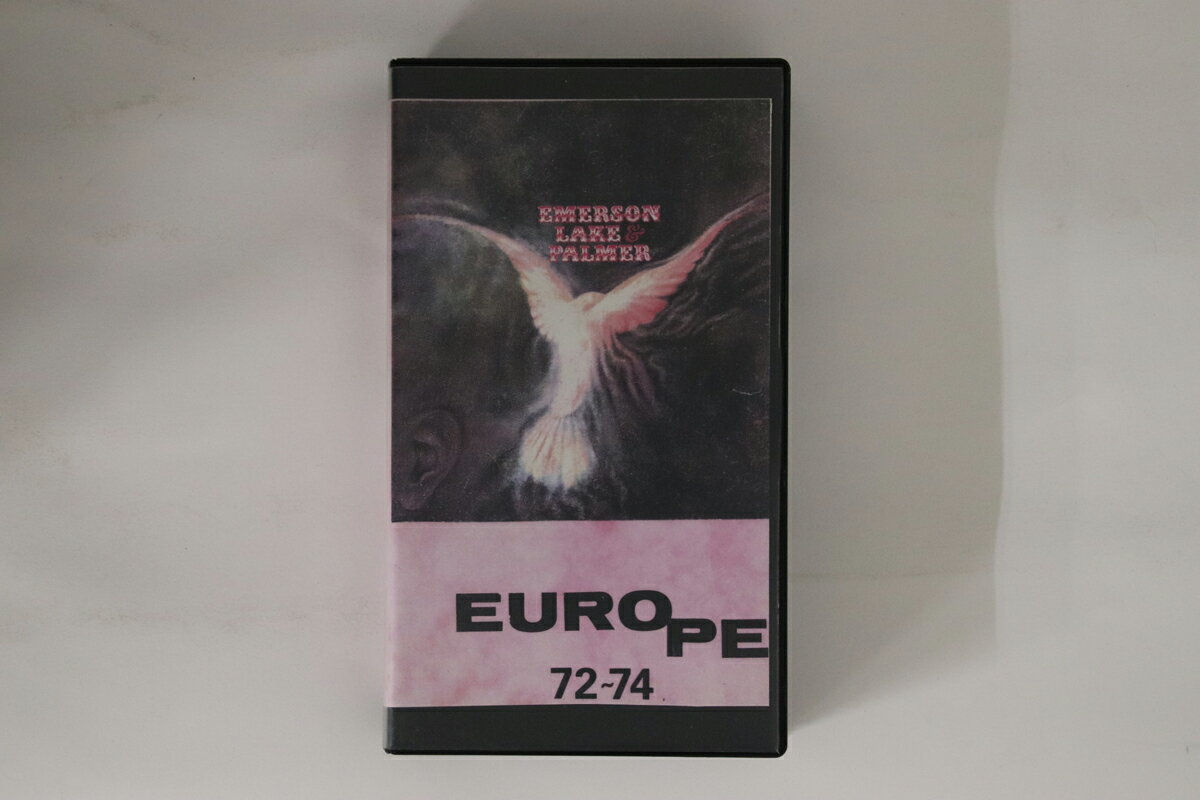 EMERSON
LAKE &
PALMER
EUROPE
72~74